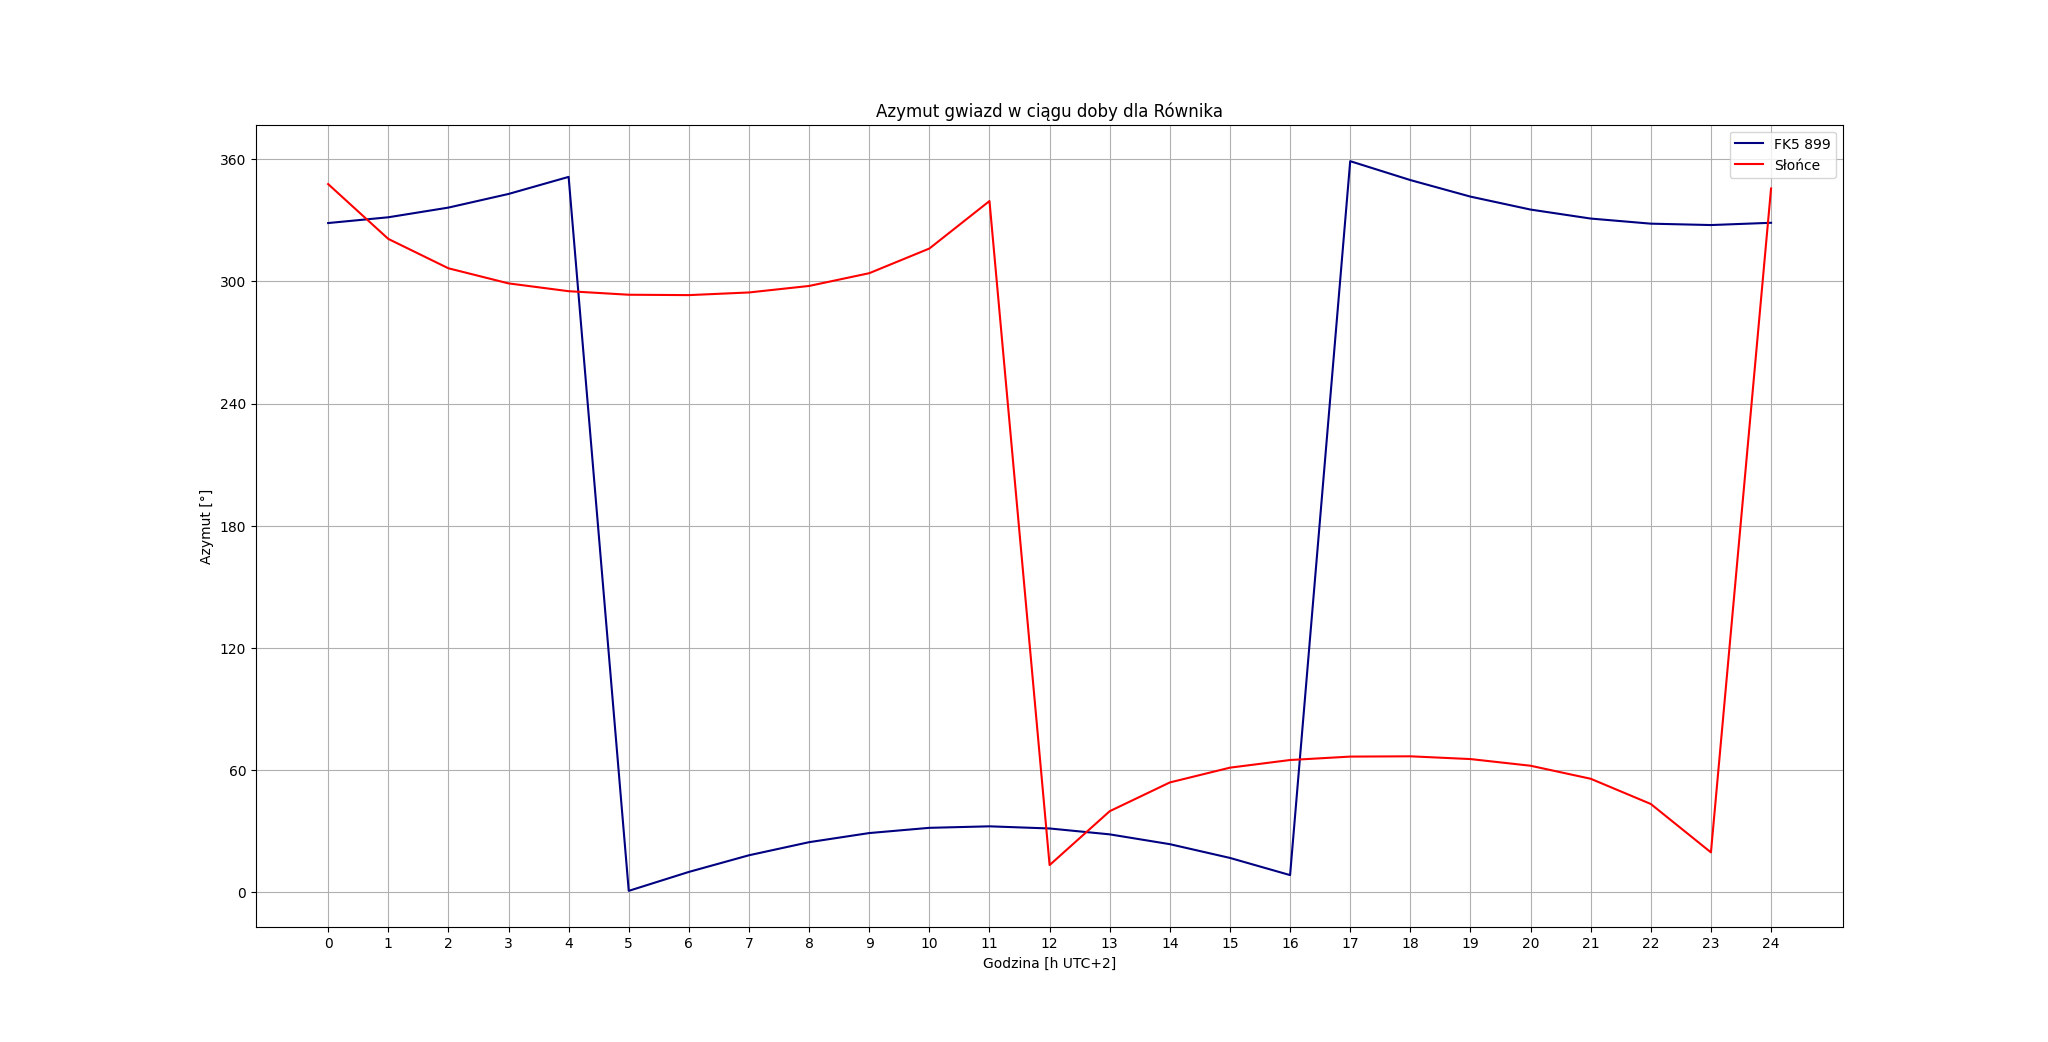 Azymut gwiazd w ciągu doby dla Równika
FK5 899
Słońce
360
300
240
180
120
60
0
Azymut [°]
0 1 2 3 4 5 6 7 8 9 10 11 12 13 14 15 16 17 18 19 20 21 22 23 24
Godzina [h UTC+2]